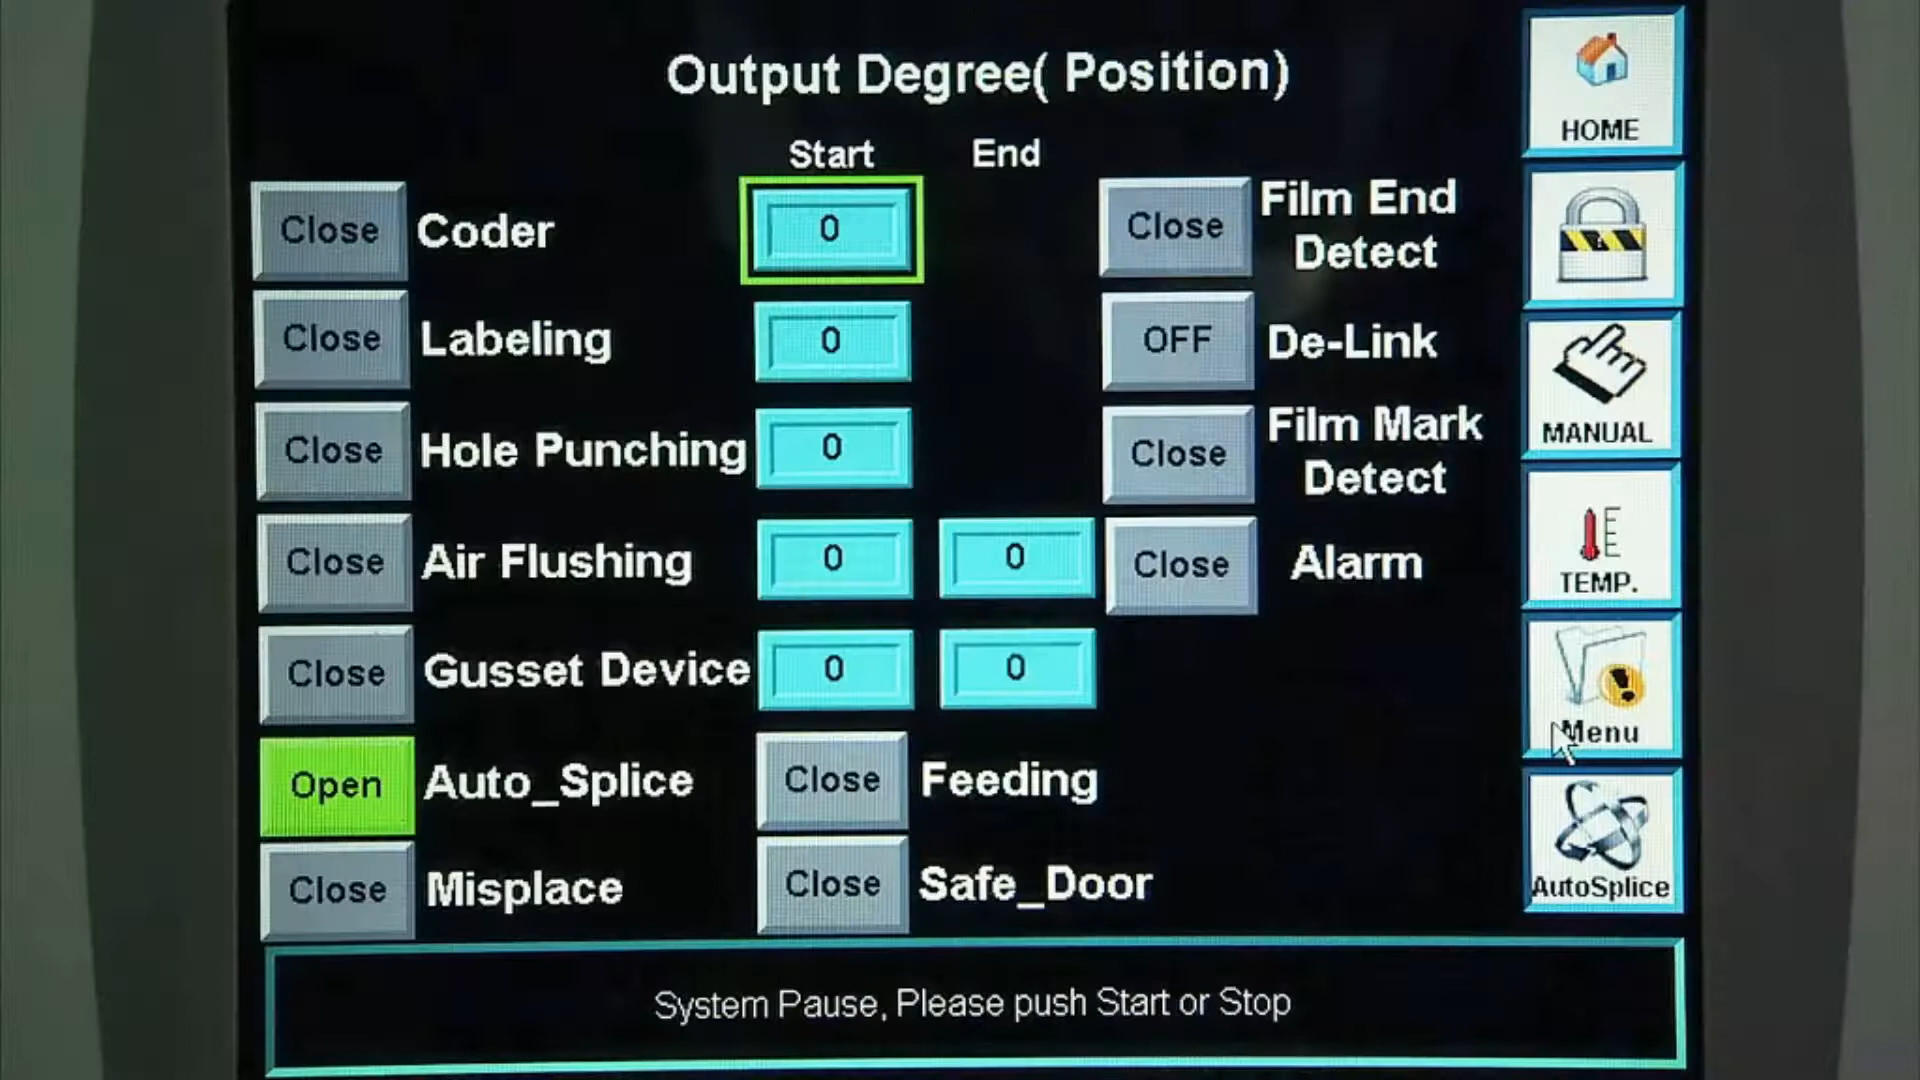 Output Degree( Position)
Start End
Close Coder 0 Close Film End Detect
Close Labeling 0 OFF De-Link
Close Hole Punching 0 Close Film Mark Detect
Close Air Flushing 0 0 Close Alarm
Close Gusset Device 0 0
Open Auto_Splice Close Feeding
Close Misplace Close Safe_Door
System Pause, Please push Start or Stop
HOME
MANUAL
TEMP.
Menu
AutoSplice